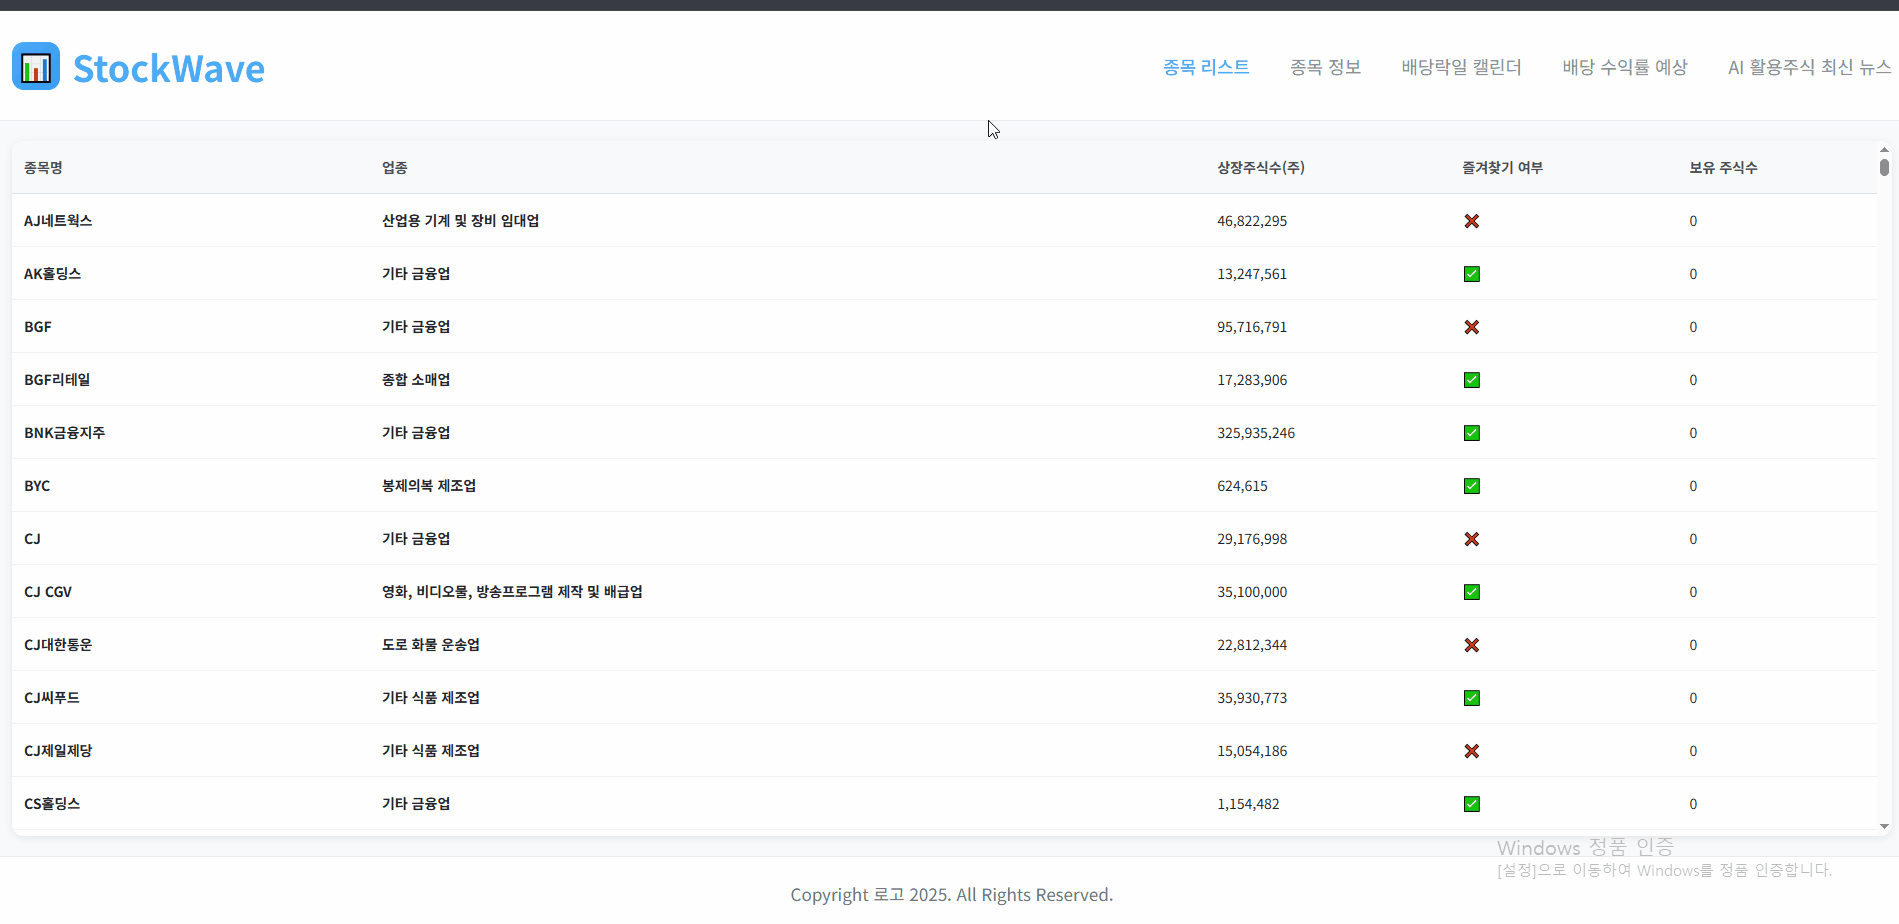 StockWave
종목 리스트 종목 정보 배당락일 캘린더 배당 수익률 예상 AI 활용주식 최신 뉴스
종목명 업종 상장주식수(주) 즐겨찾기 여부 보유 주식수
AJ네트웍스 산업용 기계 및 장비 임대업 46,822,295 0
AK홀딩스 기타 금융업 13,247,561 0
BGF 기타 금융업 95,716,791 0
BGF리테일 종합 소매업 17,283,906 0
BNK금융지주 기타 금융업 325,935,246 0
BYC 봉제의복 제조업 624,615 0
CJ 기타 금융업 29,176,998 0
CJ CGV 영화, 비디오물, 방송프로그램 제작 및 배급업 35,100,000 0
CJ대한통운 도로 화물 운송업 22,812,344 0
CJ씨푸드 기타 식품 제조업 35,930,773 0
CJ제일제당 기타 식품 제조업 15,054,186 0
CS홀딩스 기타 금융업 1,154,482 0
Windows 정품 인증
[설정]으로 이동하여 Windows를 정품 인증합니다.
Copyright 로고 2025. All Rights Reserved.